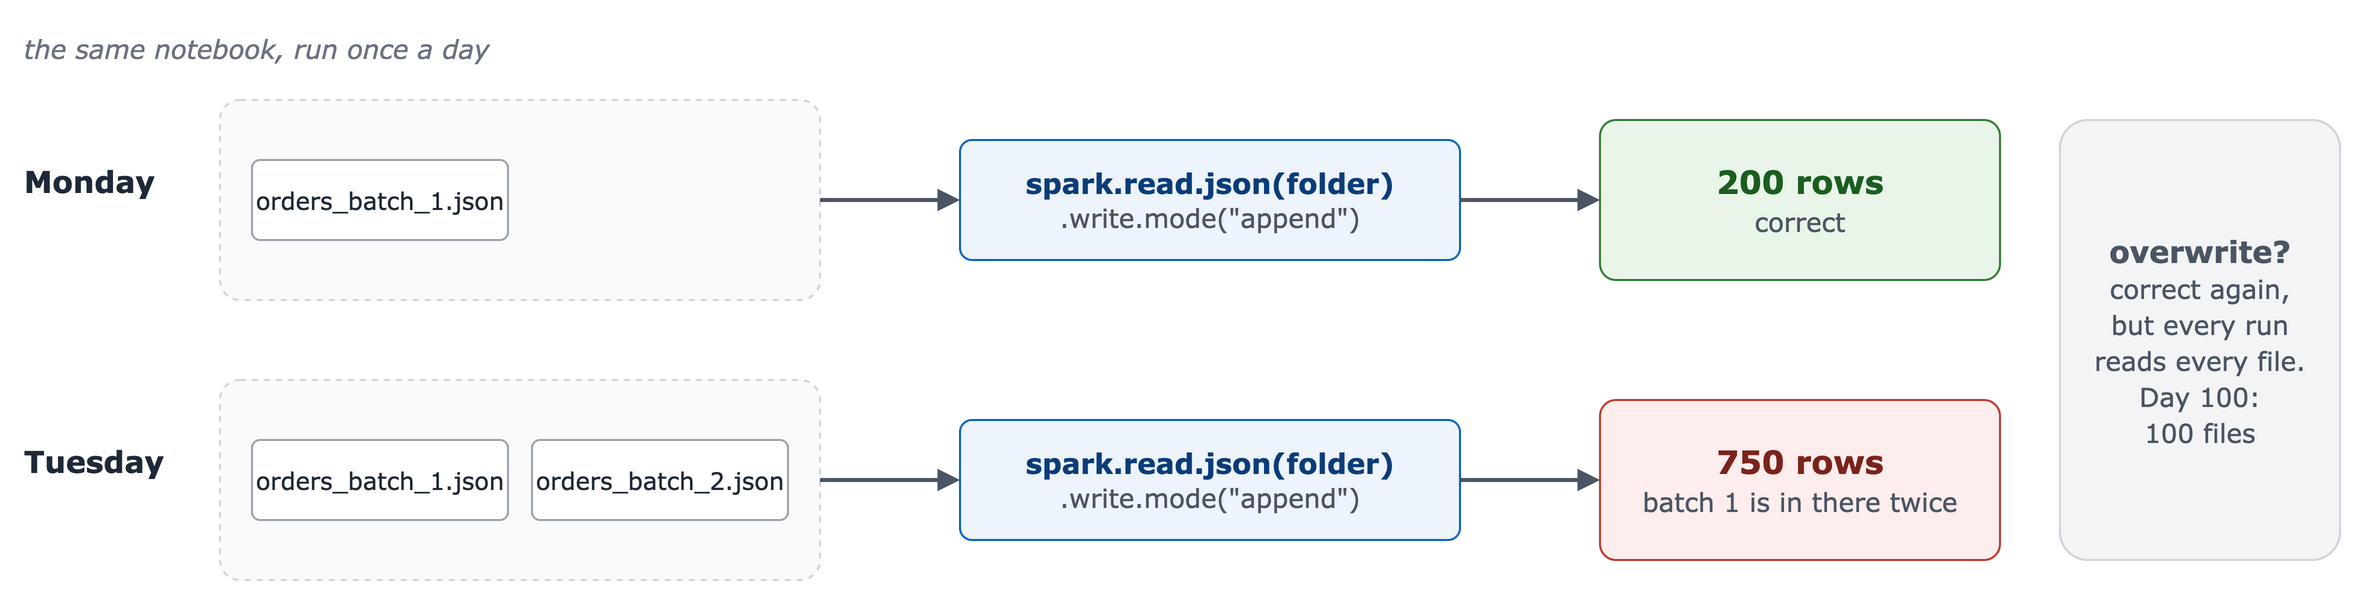 the same notebook, run once a day
Monday
orders_batch_1.json
spark.read.json(folder)
.write.mode("append")
200 rows
correct
Tuesday
orders_batch_1.json
orders_batch_2.json
spark.read.json(folder)
.write.mode("append")
750 rows
batch 1 is in there twice
overwrite?
correct again,
but every run
reads every file.
Day 100:
100 files